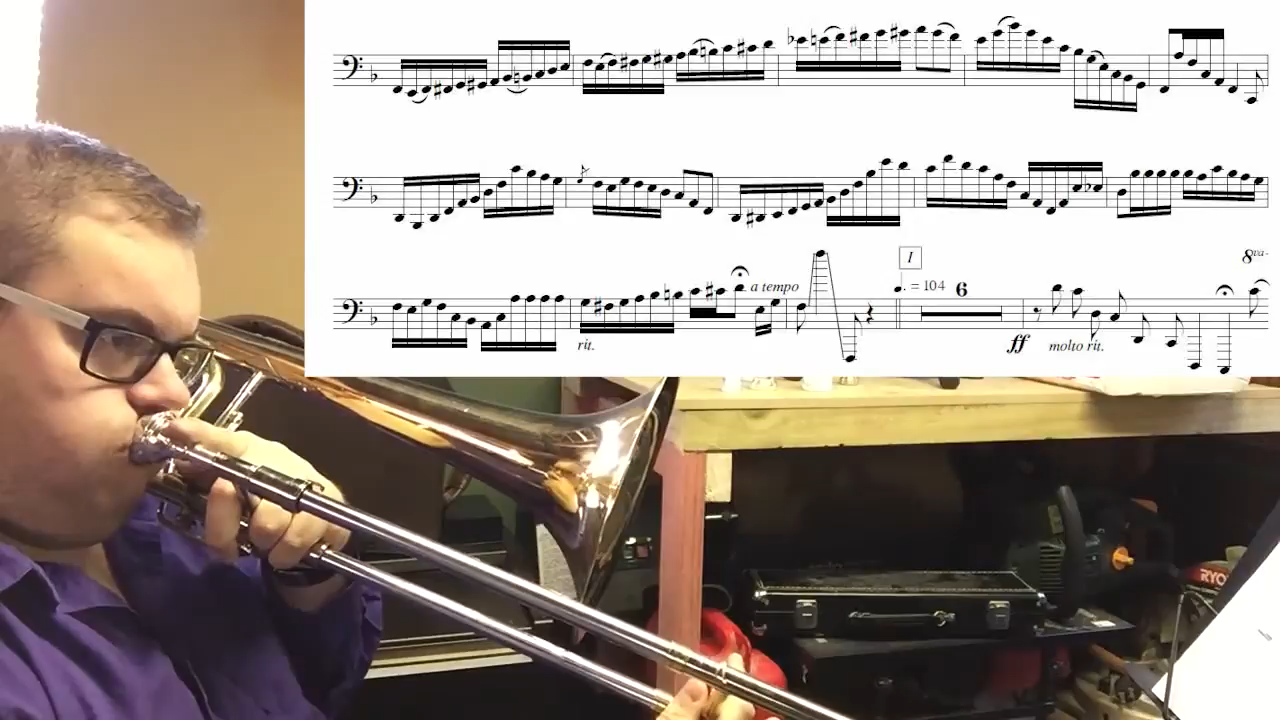 I
8va-
a tempo
♩. = 104 6
rit.
ff molto rit.
RYO